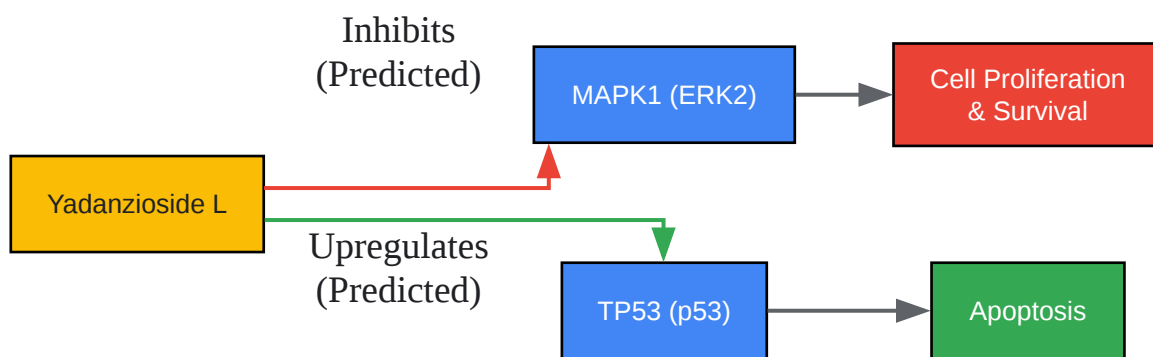 Inhibits
(Predicted)
MAPK1 (ERK2)
Cell Proliferation
& Survival
Yadanzioside L
Upregulates
(Predicted)
TP53 (p53)
Apoptosis